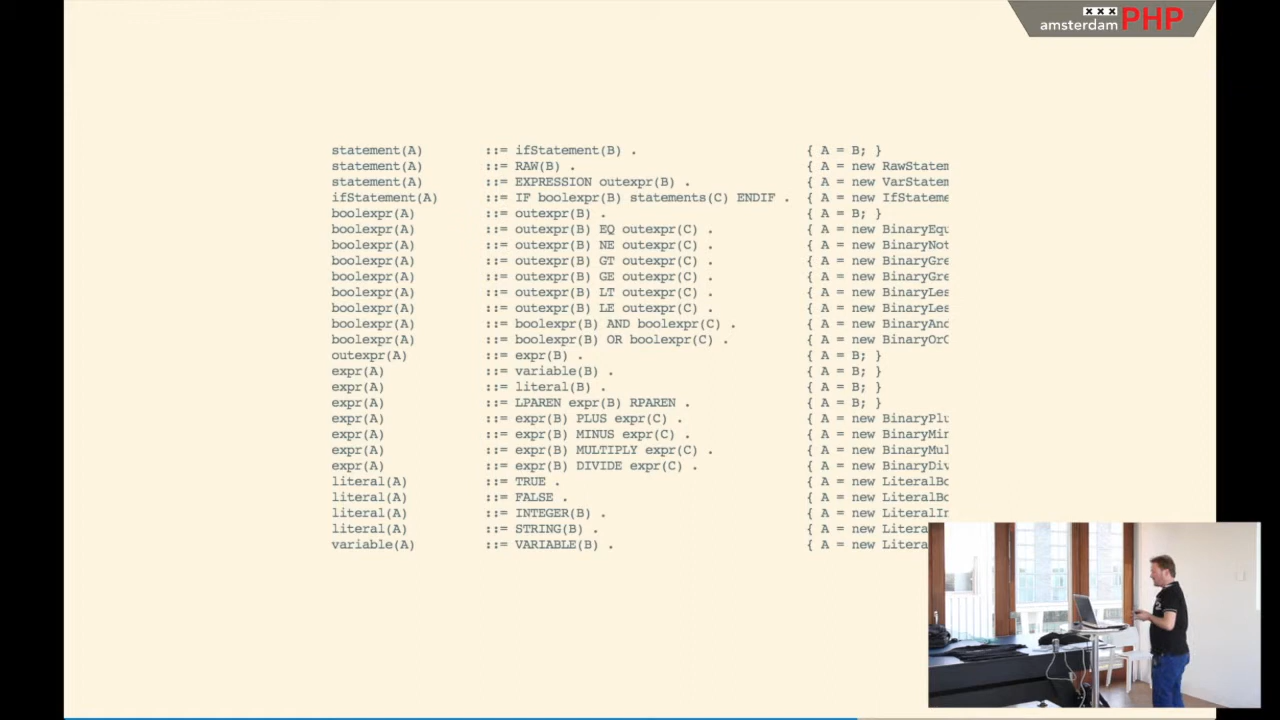 xxx
amsterdam PHP
statement(A) ::= ifStatement(B) . { A = B; }
statement(A) ::= RAW(B) . { A = new RawStatem
statement(A) ::= EXPRESSION outexpr(B) . { A = new VarStatem
ifStatement(A) ::= IF boolexpr(B) statements(C) ENDIF . { A = new IfStateme
boolexpr(A) ::= outexpr(B) . { A = B; }
boolexpr(A) ::= outexpr(B) EQ outexpr(C) . { A = new BinaryEqu
boolexpr(A) ::= outexpr(B) NE outexpr(C) . { A = new BinaryNot
boolexpr(A) ::= outexpr(B) GT outexpr(C) . { A = new BinaryGre
boolexpr(A) ::= outexpr(B) GE outexpr(C) . { A = new BinaryGre
boolexpr(A) ::= outexpr(B) LT outexpr(C) . { A = new BinaryLes
boolexpr(A) ::= outexpr(B) LE outexpr(C) . { A = new BinaryLes
boolexpr(A) ::= boolexpr(B) AND boolexpr(C) . { A = new BinaryAnd
boolexpr(A) ::= boolexpr(B) OR boolexpr(C) . { A = new BinaryOrO
outexpr(A) ::= expr(B) . { A = B; }
expr(A) ::= variable(B) . { A = B; }
expr(A) ::= literal(B) . { A = B; }
expr(A) ::= LPAREN expr(B) RPAREN . { A = B; }
expr(A) ::= expr(B) PLUS expr(C) . { A = new BinaryPlu
expr(A) ::= expr(B) MINUS expr(C) . { A = new BinaryMin
expr(A) ::= expr(B) MULTIPLY expr(C) . { A = new BinaryMul
expr(A) ::= expr(B) DIVIDE expr(C) . { A = new BinaryDiv
literal(A) ::= TRUE . { A = new LiteralBo
literal(A) ::= FALSE . { A = new LiteralBo
literal(A) ::= INTEGER(B) . { A = new LiteralIn
literal(A) ::= STRING(B) . { A = new Litera
variable(A) ::= VARIABLE(B) . { A = new Litera